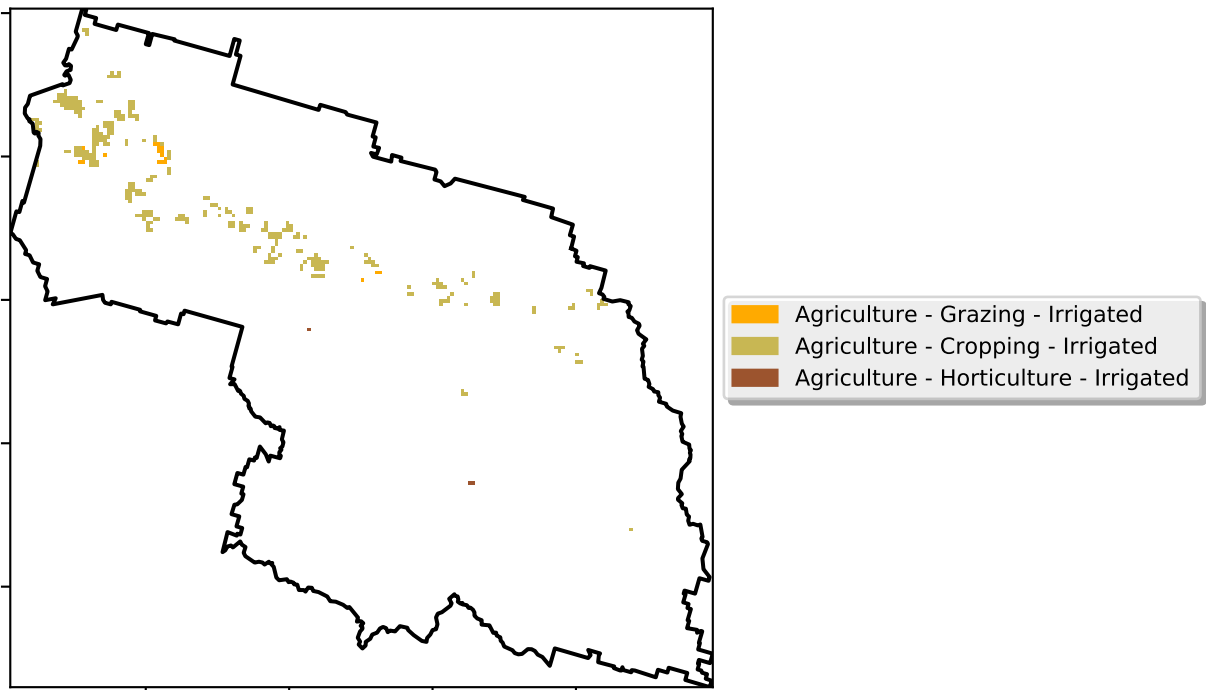 Agriculture - Grazing - Irrigated
Agriculture - Cropping - Irrigated
Agriculture - Horticulture - Irrigated